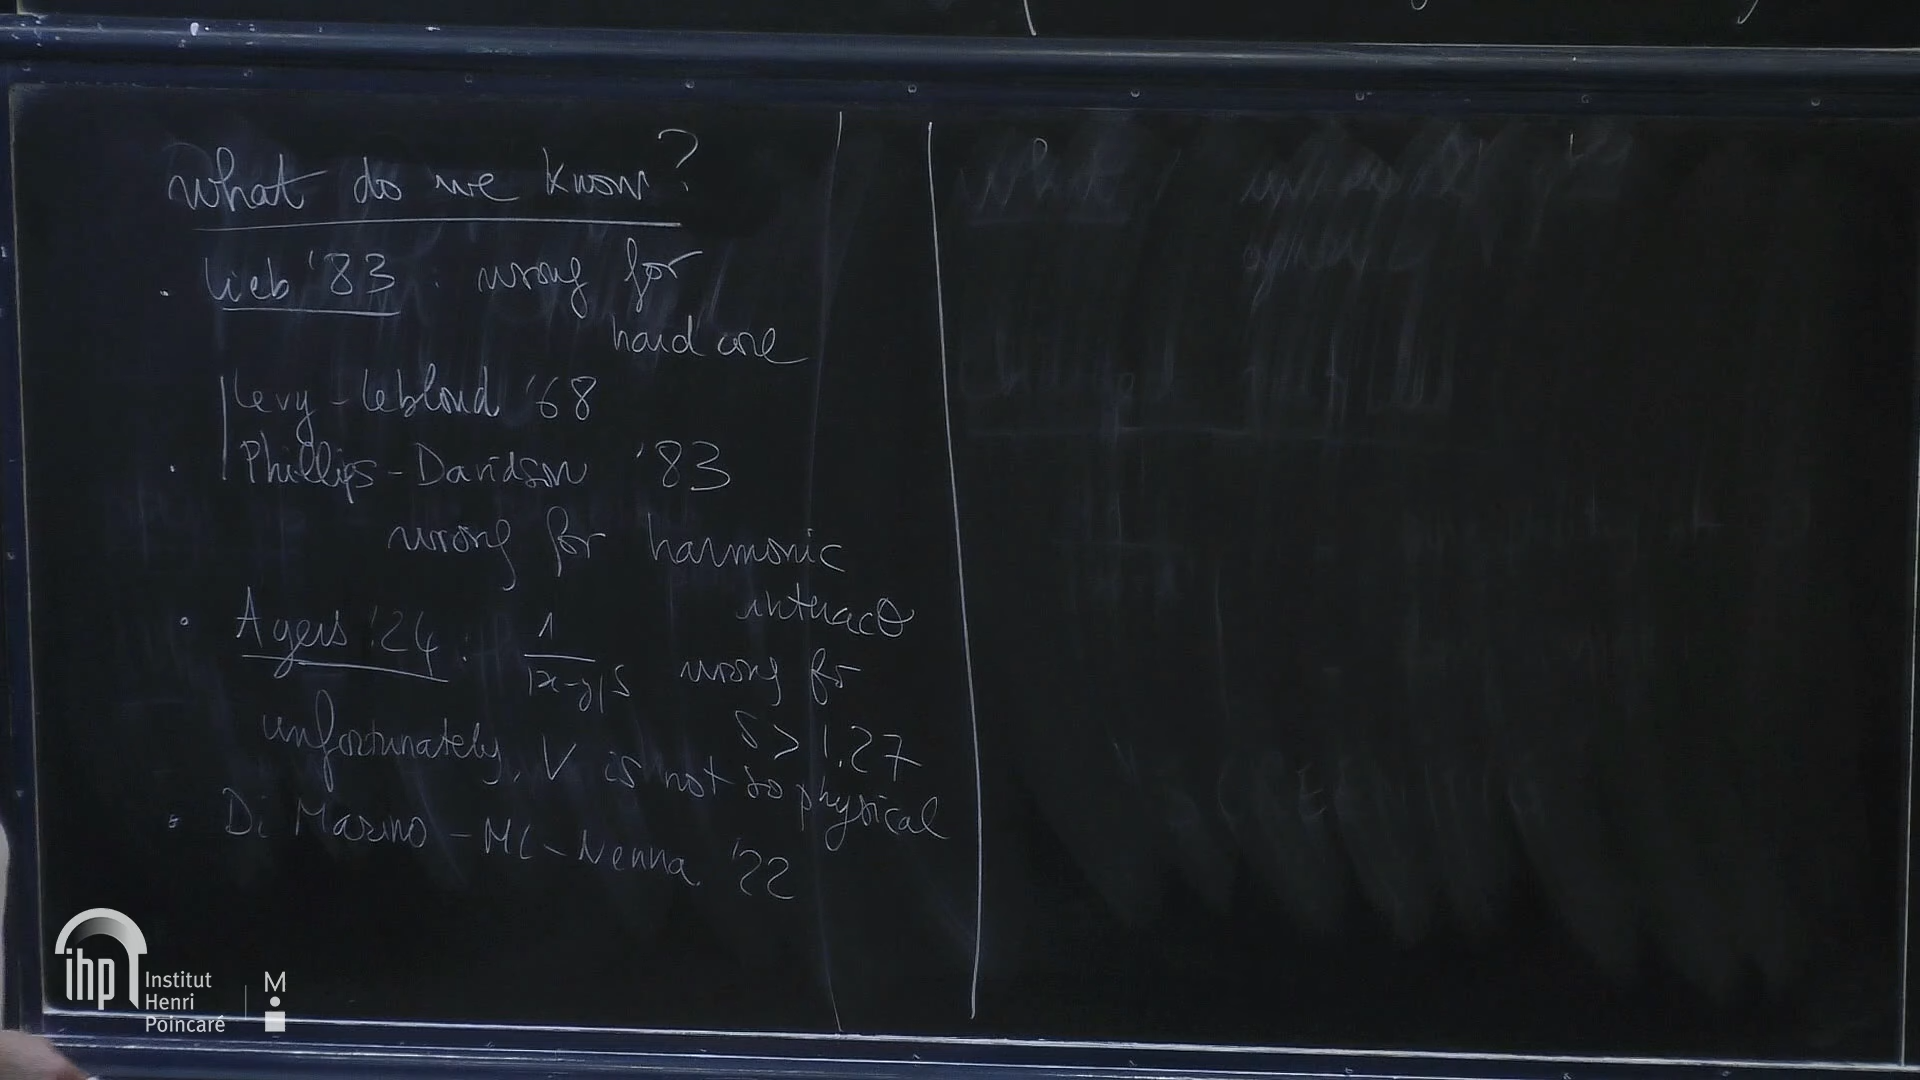 What do we know?
. Lieb '83 : wrong for
hard core
Levy-Leblond '68
. Phillips-Davidson '83
wrong for harmonic
interact
. Ayers '24 : 1/|x-y|^s wrong for
s > 1.27
unfortunately, V is not so physical
. Di Marino - ML - Nenna '22
What
ihp Institut
Henri
Poincaré
M